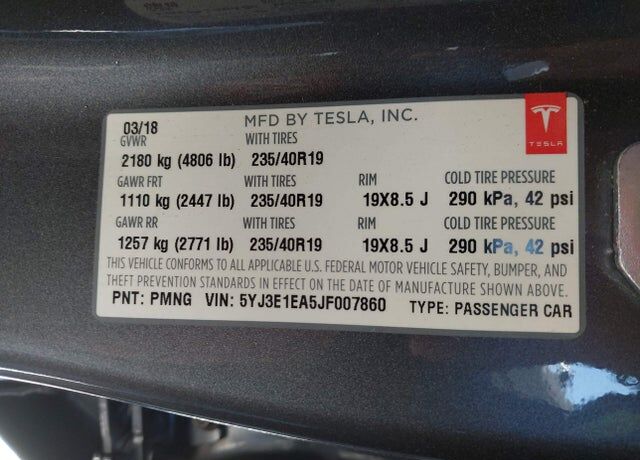 03/18 MFD BY TESLA, INC.
GVWR WITH TIRES
2180 kg (4806 lb) 235/40R19
GAWR FRT WITH TIRES RIM COLD TIRE PRESSURE
1110 kg (2447 lb) 235/40R19 19X8.5 J 290 kPa, 42 psi
GAWR RR WITH TIRES RIM COLD TIRE PRESSURE
1257 kg (2771 lb) 235/40R19 19X8.5 J 290 kPa, 42 psi
THIS VEHICLE CONFORMS TO ALL APPLICABLE U.S. FEDERAL MOTOR VEHICLE SAFETY, BUMPER, AND
THEFT PREVENTION STANDARDS IN EFFECT ON THE DATE OF MANUFACTURE SHOWN ABOVE.
PNT: PMNG VIN: 5YJ3E1EA5JF007860 TYPE: PASSENGER CAR
TESLA